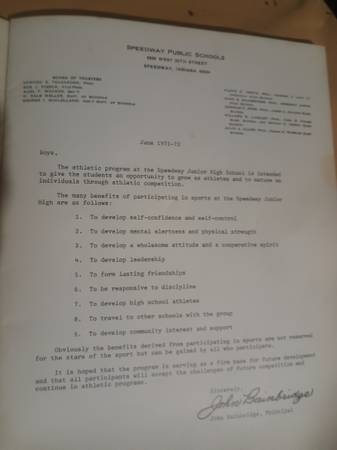 SPEEDWAY PUBLIC SCHOOLS
WEST 10TH STREET
SPEEDWAY, INDIANA
BOARD OF TRUSTEES
June 1971-72
Boys,
The athletic program at the Speedway Junior High School is intended
to give the students an opportunity to grow as athletes and to mature as
individuals through athletic competition.
The many benefits of participating in sports at the Speedway Junior
High are as follows:
1. To develop self-confidence and self-control
2. To develop mental alertness and physical strength
3. To develop a wholesome attitude and a cooperative spirit
4. To develop leadership
5. To form lasting friendships
6. To be responsive to discipline
7. To develop high school athletes
8. To travel to other schools with the group
9. To develop community interest and support
Obviously the benefits derived from participating in sports are not reserved
for the stars of the sport but can be gained by all who participate.
It is hoped that the program is serving as a firm base for future development
and that all participants will accept the challenges of future competition and
continue in athletic programs.
Sincerely,
John Bainbridge
John Bainbridge, Principal